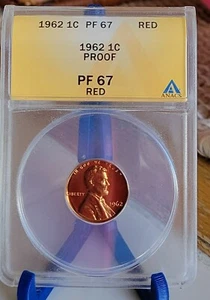 1962 1C PF 67 RED
1962 1C
PROOF
PF 67
RED
ANACS
LIBERTY
1962